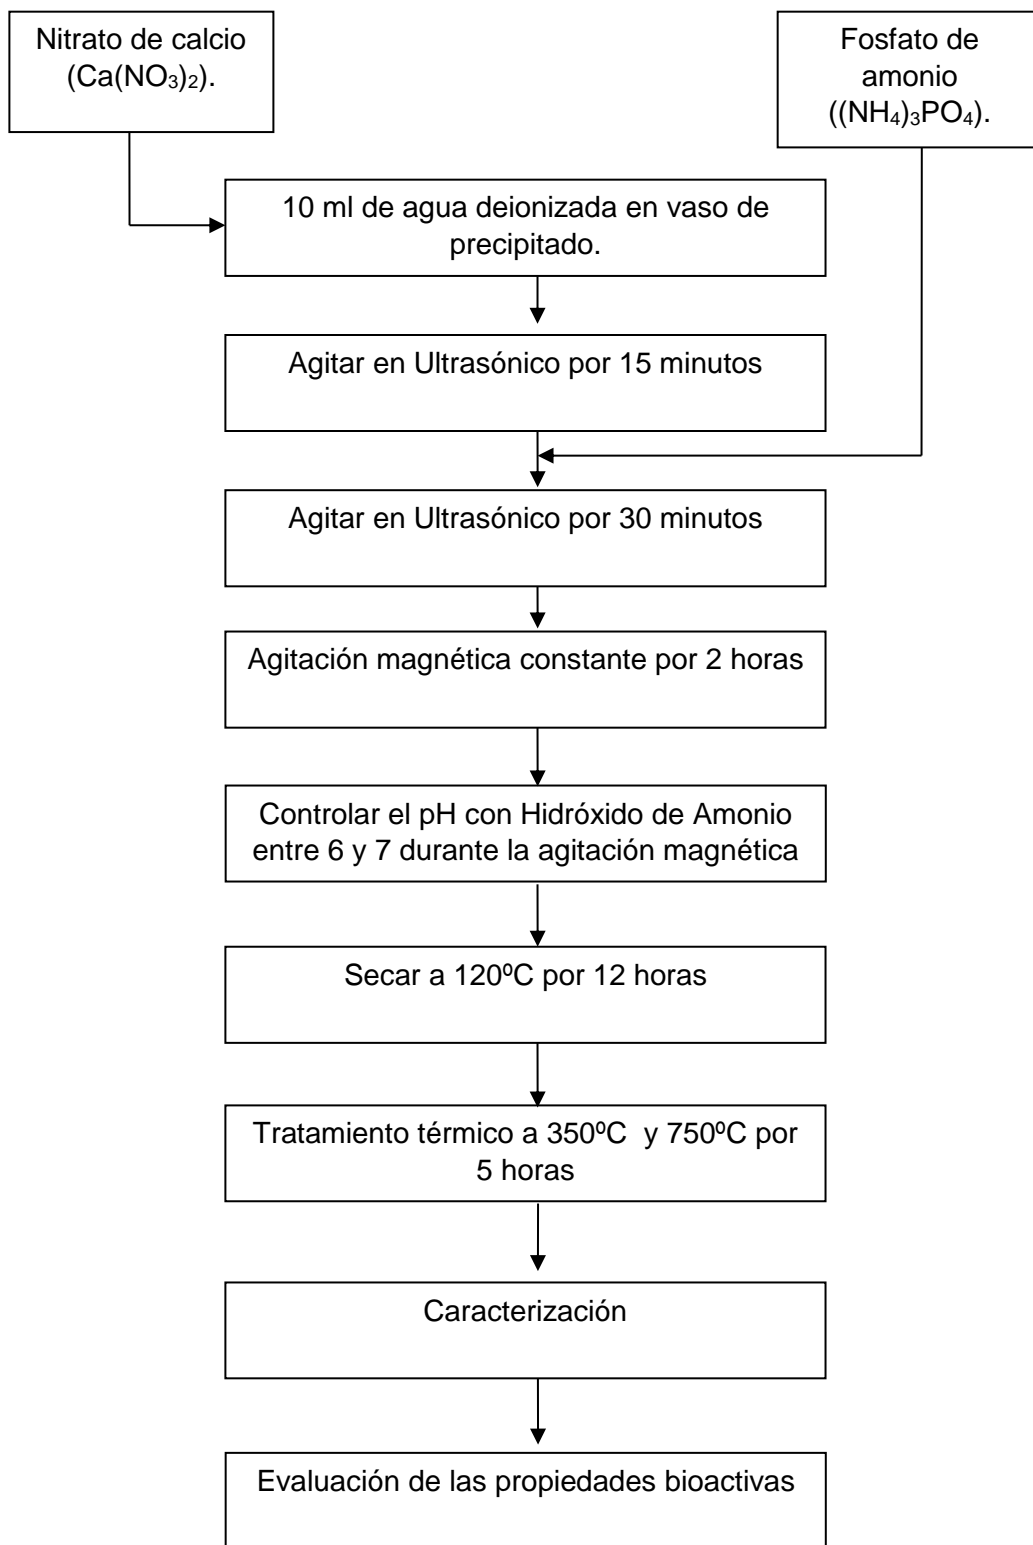 Nitrato de calcio
(Ca(NO₃)₂).
Fosfato de
amonio
((NH₄)₃PO₄).
10 ml de agua deionizada en vaso de
precipitado.
Agitar en Ultrasónico por 15 minutos
Agitar en Ultrasónico por 30 minutos
Agitación magnética constante por 2 horas
Controlar el pH con Hidróxido de Amonio
entre 6 y 7 durante la agitación magnética
Secar a 120ºC por 12 horas
Tratamiento térmico a 350ºC  y 750ºC por
5 horas
Caracterización
Evaluación de las propiedades bioactivas